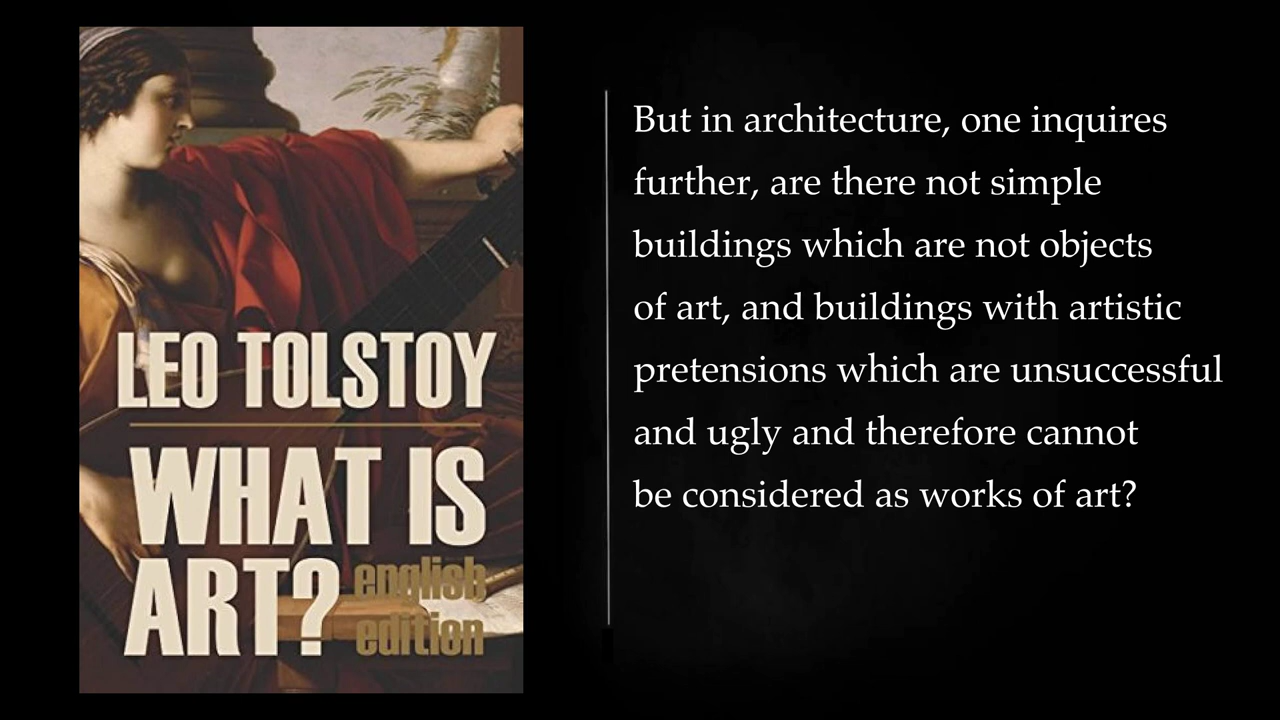 LEO TOLSTOY
WHAT IS
ART?
english
edition
But in architecture, one inquires
further, are there not simple
buildings which are not objects
of art, and buildings with artistic
pretensions which are unsuccessful
and ugly and therefore cannot
be considered as works of art?